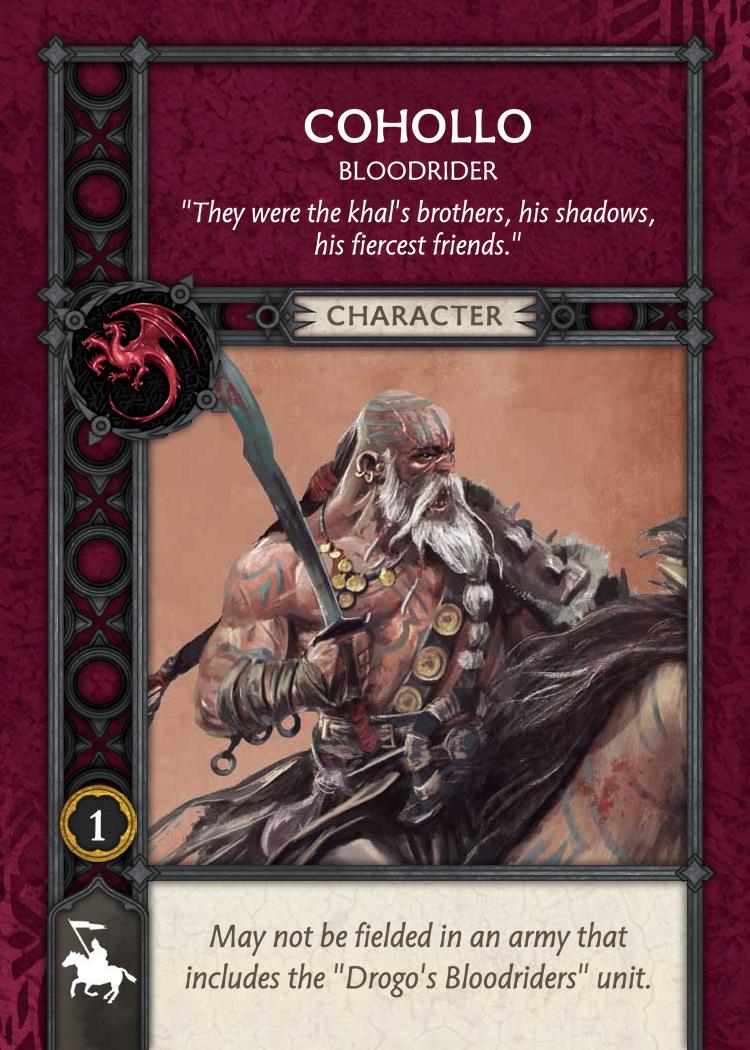 COHOLLO
BLOODRIDER
"They were the khal's brothers, his shadows,
his fiercest friends."
CHARACTER
1
May not be fielded in an army that
includes the "Drogo's Bloodriders" unit.